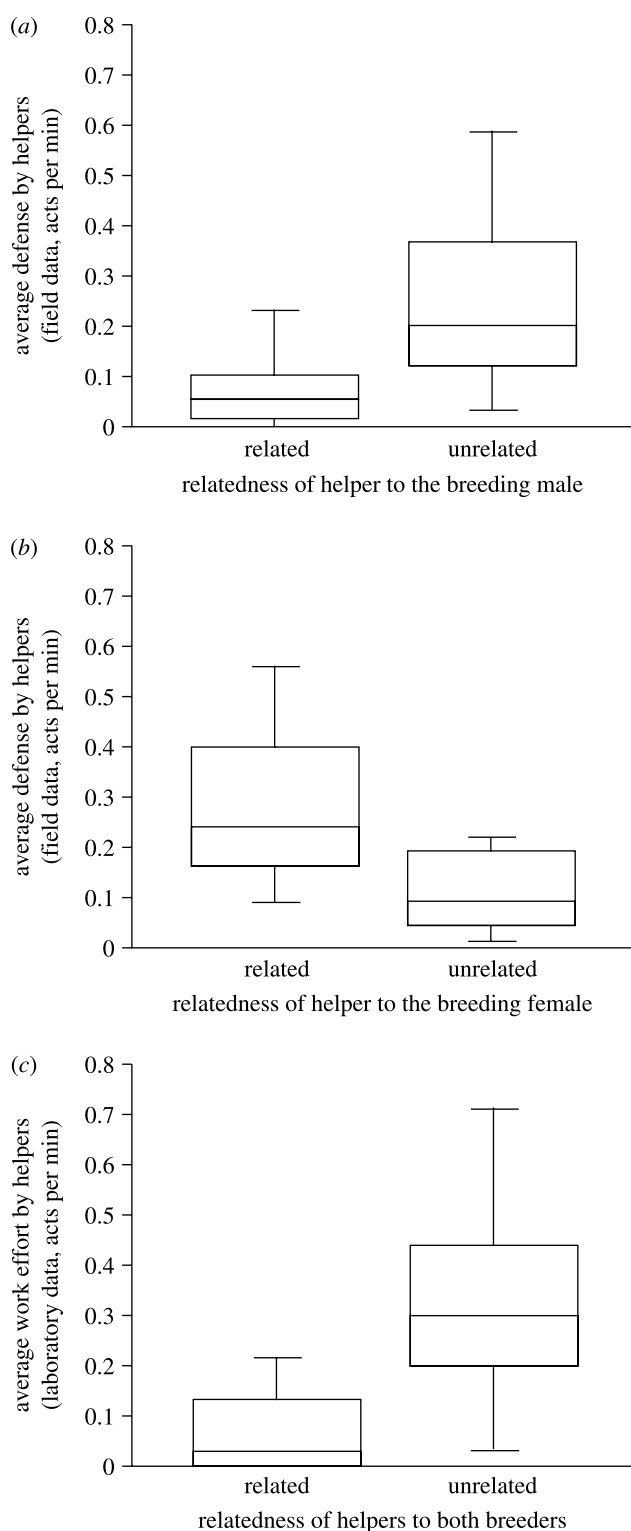 (a)
0.8
0.7
0.6
0.5
0.4
0.3
0.2
0.1
0
average defense by helpers
(field data, acts per min)
related unrelated
relatedness of helper to the breeding male
(b)
0.8
0.7
0.6
0.5
0.4
0.3
0.2
0.1
0
average defense by helpers
(field data, acts per min)
related unrelated
relatedness of helper to the breeding female
(c)
0.8
0.7
0.6
0.5
0.4
0.3
0.2
0.1
0
average work effort by helpers
(laboratory data, acts per min)
related unrelated
relatedness of helpers to both breeders